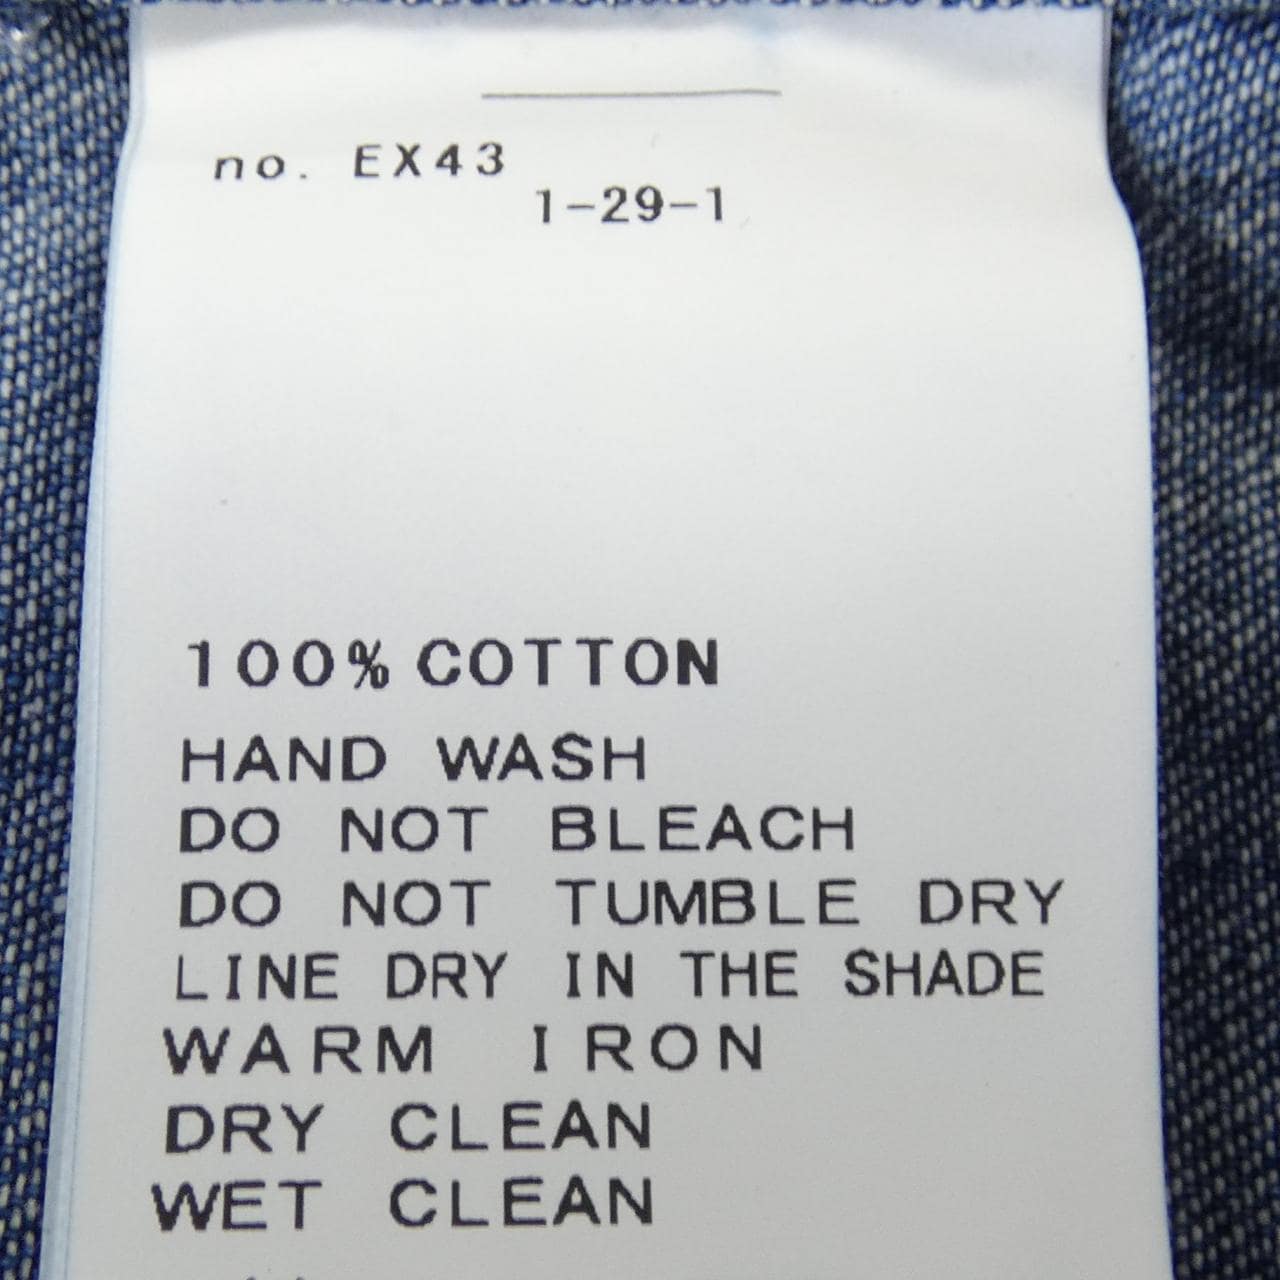 no. EX43
1-29-1
100% COTTON
HAND WASH
DO NOT BLEACH
DO NOT TUMBLE DRY
LINE DRY IN THE SHADE
WARM IRON
DRY CLEAN
WET CLEAN